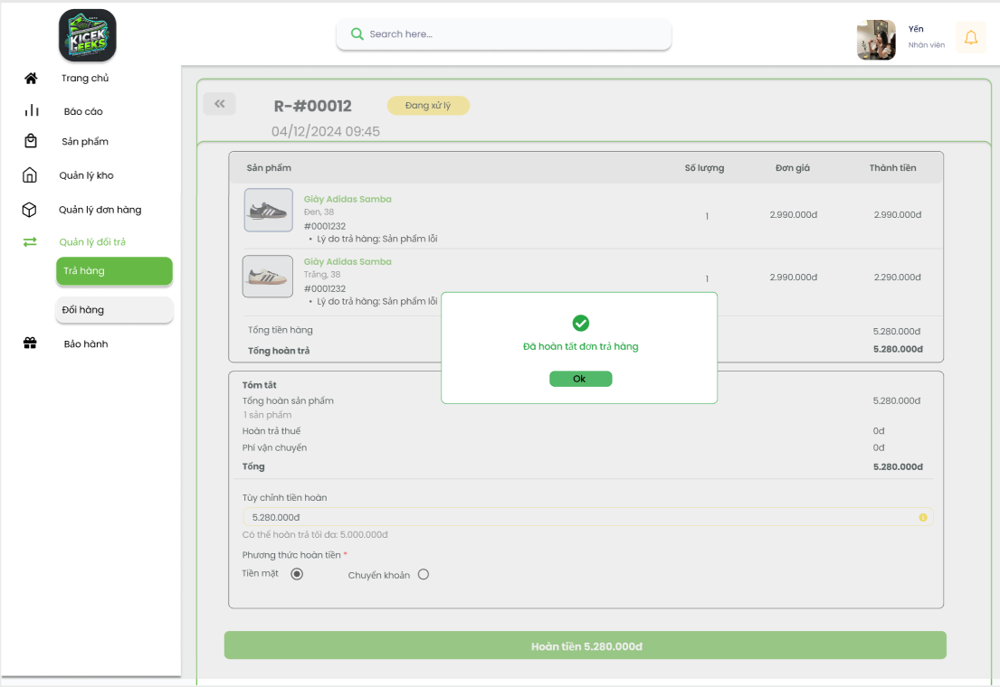 KICEK
GEEKS
Search here...
Yến
Nhân viên
Trang chủ
Báo cáo
Sản phẩm
Quản lý kho
Quản lý đơn hàng
Quản lý đổi trả
Trả hàng
Đổi hàng
Bảo hành
R-#00012
Đang xử lý
04/12/2024 09:45
Sản phẩm Số lượng Đơn giá Thành tiền
Giày Adidas Samba
Đen, 38
#0001232
1 2.990.000đ 2.990.000đ
• Lý do trả hàng: Sản phẩm lỗi
Giày Adidas Samba
Trắng, 38
#0001232
1 2.990.000đ 2.290.000đ
• Lý do trả hàng: Sản phẩm lỗi
Tổng tiền hàng 5.280.000đ
Tổng hoàn trả 5.280.000đ
Đã hoàn tất đơn trả hàng
Ok
Tóm tắt
Tổng hoàn sản phẩm 5.280.000đ
1 sản phẩm
Hoàn trả thuế 0đ
Phí vận chuyển 0đ
Tổng 5.280.000đ
Tùy chỉnh tiền hoàn
5.280.000đ
Có thể hoàn trả tối đa: 5.000.000đ
Phương thức hoàn tiền *
Tiền mặt Chuyển khoản
Hoàn tiền 5.280.000đ